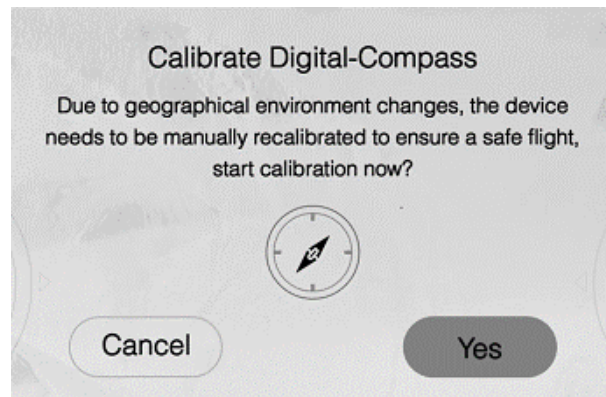 Calibrate Digital-Compass
Due to geographical environment changes, the device
needs to be manually recalibrated to ensure a safe flight,
start calibration now?
Cancel
Yes